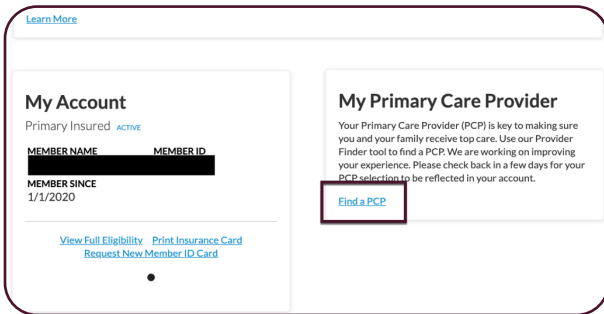 Learn More
My Account
Primary Insured ACTIVE
MEMBER NAME MEMBER ID
MEMBER SINCE
1/1/2020
View Full Eligibility Print Insurance Card
Request New Member ID Card
My Primary Care Provider
Your Primary Care Provider (PCP) is key to making sure
you and your family receive top care. Use our Provider
Finder tool to find a PCP. We are working on improving
your experience. Please check back in a few days for your
PCP selection to be reflected in your account.
Find a PCP